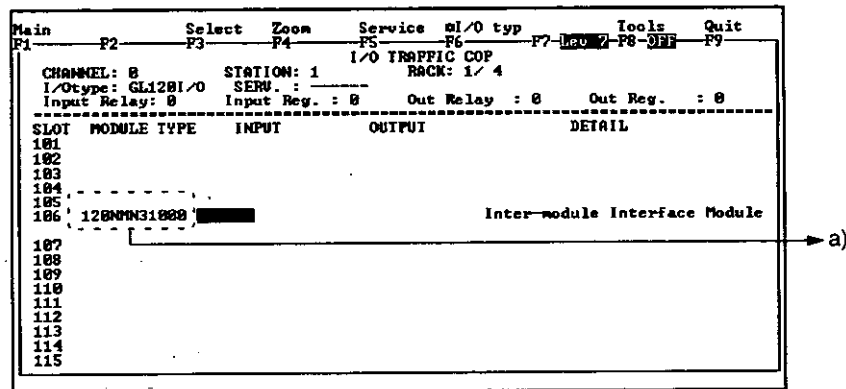 Main Select Zoom Service ¤I/O typ Tools Quit
F1 F2 F3 F4 F5 F6 F7-Lev 7-F8-OFF F9
I/O TRAFFIC COP
CHANNEL: 0 STATION: 1 RACK: 1/ 4
I/Otype: GL120I/O SERV. : ------
Input Relay: 0 Input Reg. : 0 Out Relay : 0 Out Reg. : 0
SLOT MODULE TYPE INPUT OUTPUT DETAIL
101
102
103
104
105
106 120NMN31000 Inter-module Interface Module
a)
107
108
109
110
111
112
113
114
115